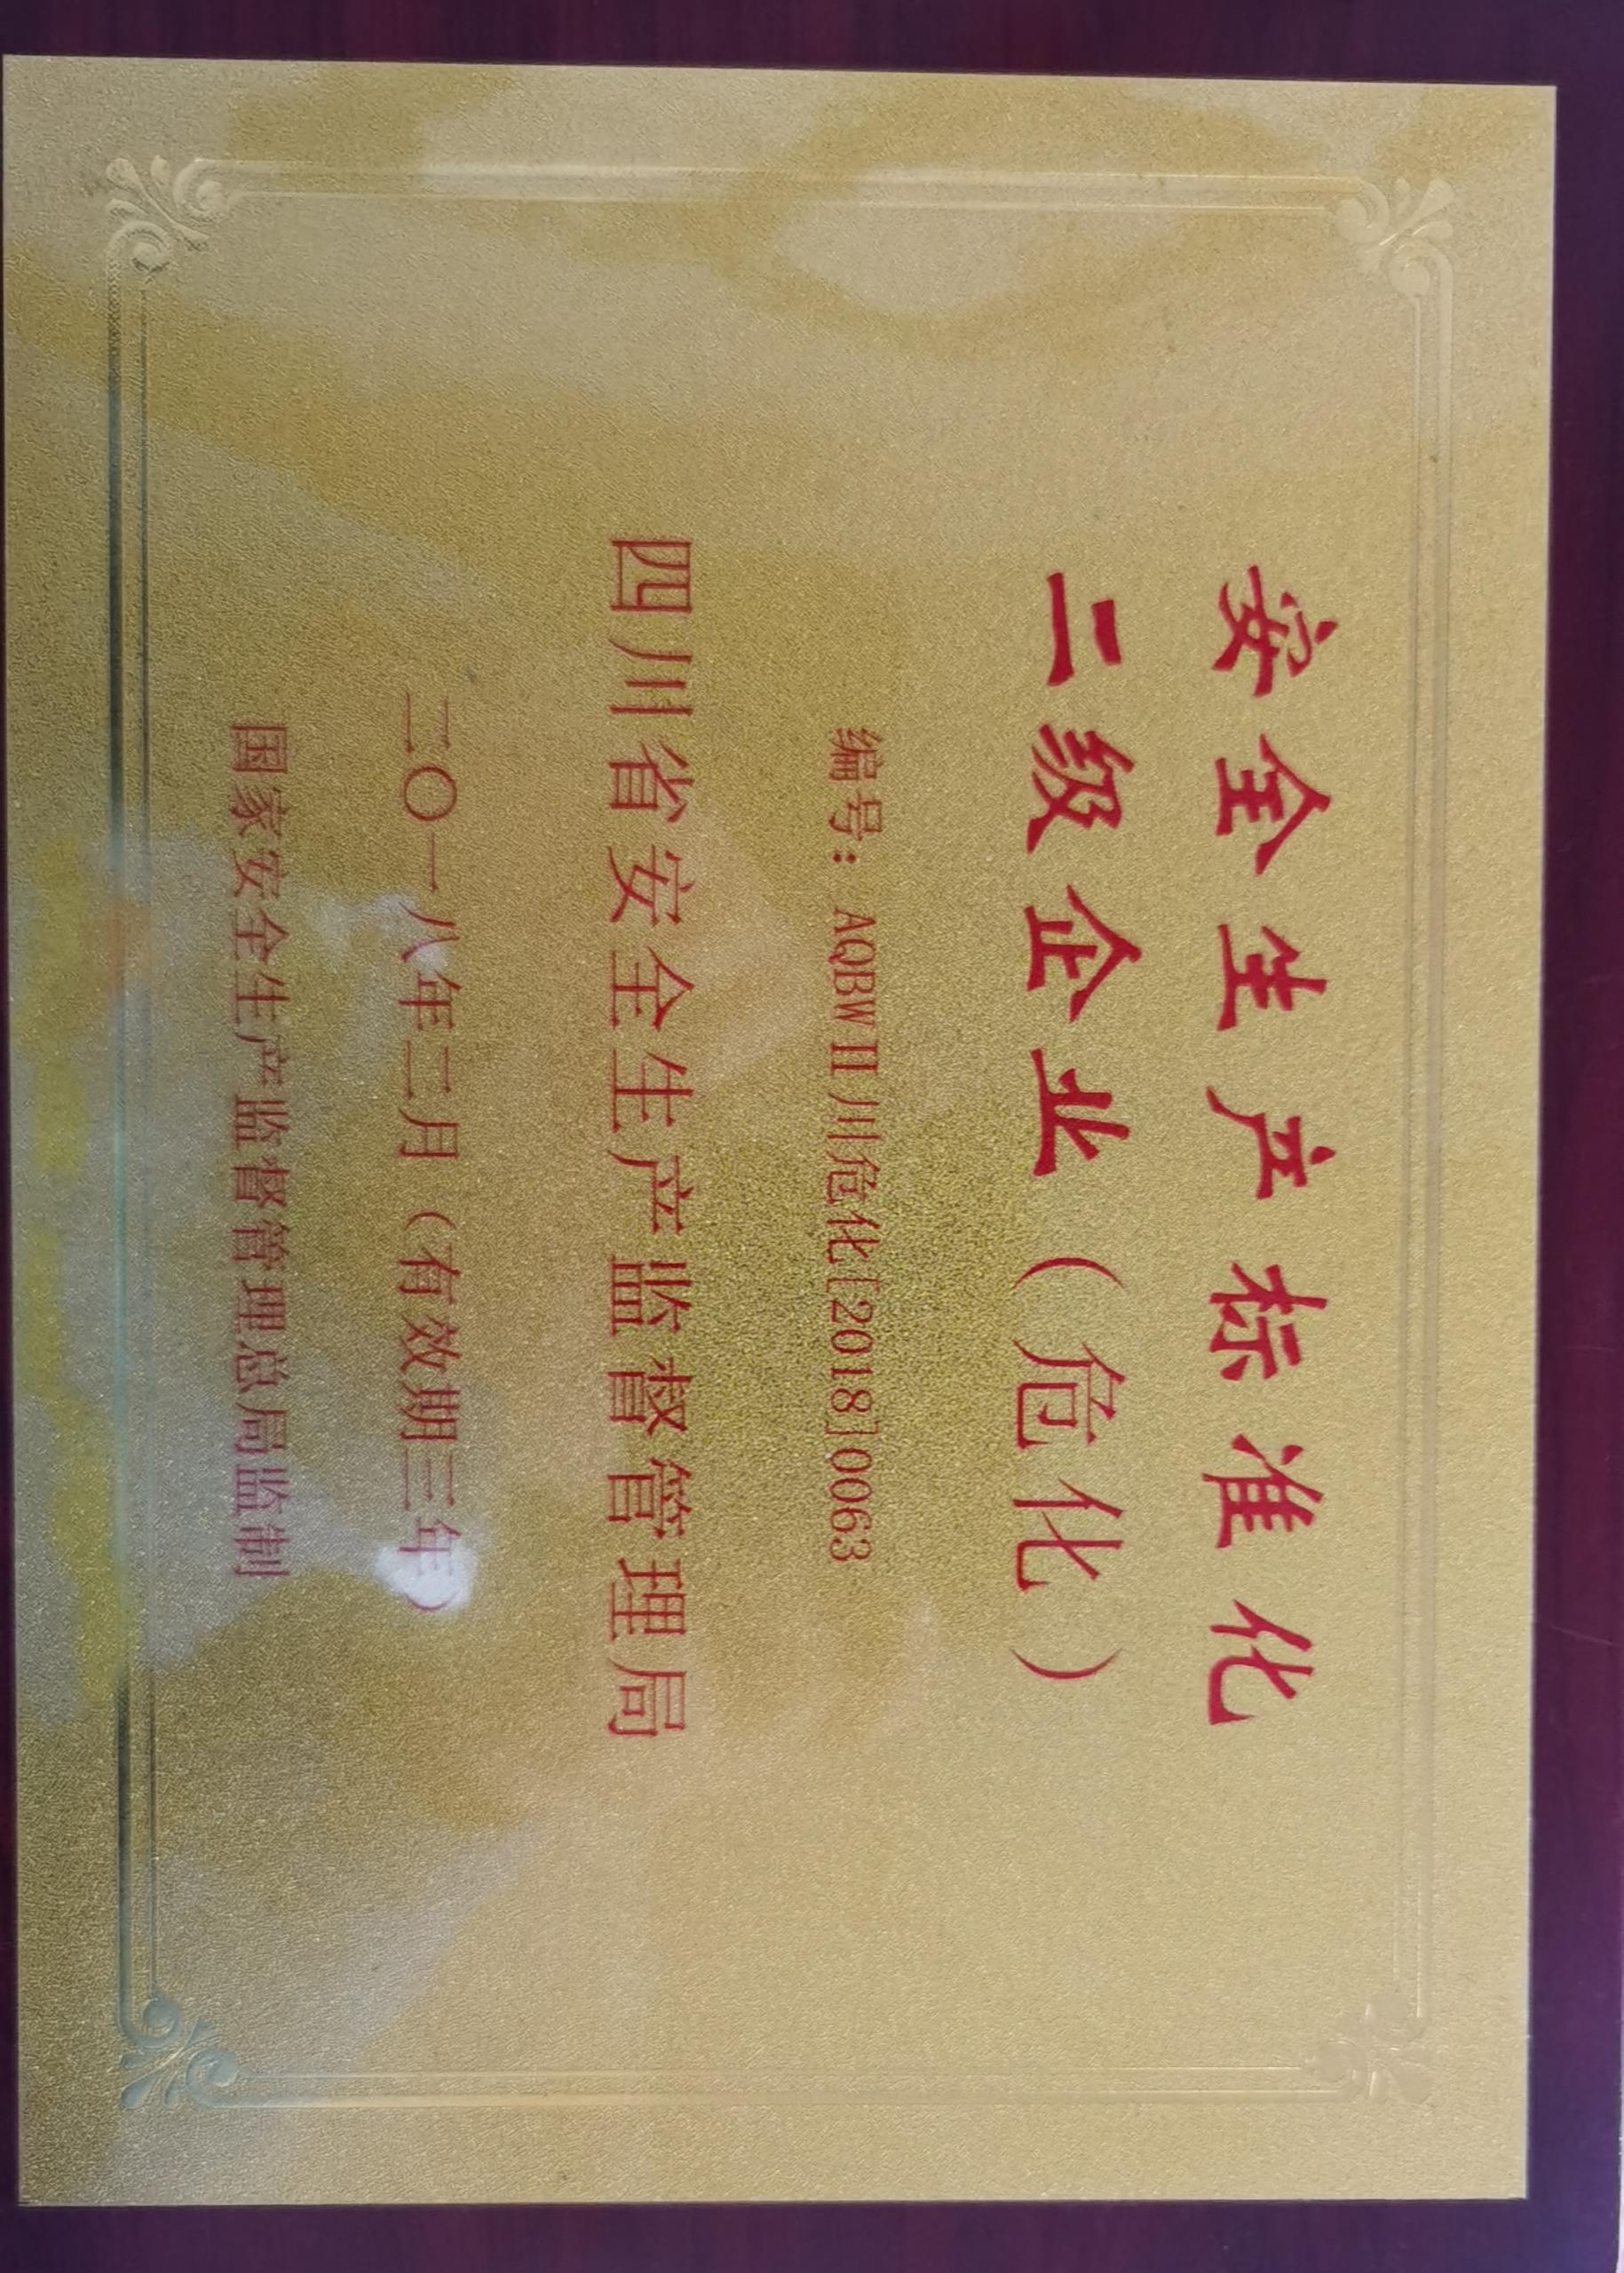 安全生产标准化
二级企业（危化）
编号：AQBWⅡ川危化[2018]0063
四川省安全生产监督管理局
二〇一八年二月（有效期三年）
国家安全生产监督管理总局监制